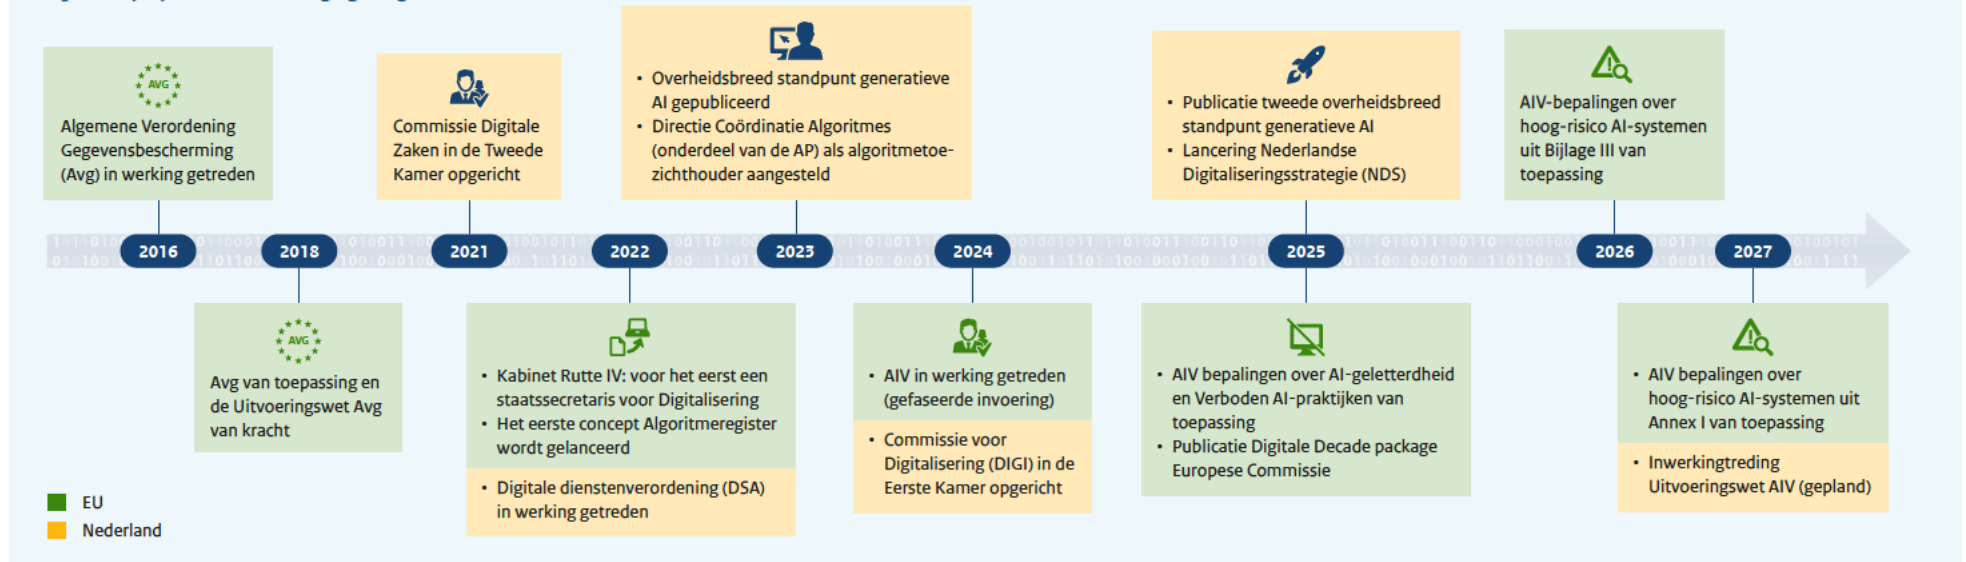 AVG
Algemene Verordening
Gegevensbescherming
(Avg) in werking getreden
Commissie Digitale
Zaken in de Tweede
Kamer opgericht
• Overheidsbreed standpunt generatieve
AI gepubliceerd
• Directie Coördinatie Algoritmes
(onderdeel van de AP) als algoritmetoe-
zichthouder aangesteld
• Publicatie tweede overheidsbreed
standpunt generatieve AI
• Lancering Nederlandse
Digitaliseringsstrategie (NDS)
AIV-bepalingen over
hoog-risico AI-systemen
uit Bijlage III van
toepassing
2016
2018
2021
2022
2023
2024
2025
2026
2027
AVG
Avg van toepassing en
de Uitvoeringswet Avg
van kracht
• Kabinet Rutte IV: voor het eerst een
staatssecretaris voor Digitalisering
• Het eerste concept Algoritmeregister
wordt gelanceerd
• Digitale dienstenverordening (DSA)
in werking getreden
• AIV in werking getreden
(gefaseerde invoering)
• Commissie voor
Digitalisering (DIGI) in de
Eerste Kamer opgericht
• AIV bepalingen over AI-geletterdheid
en Verboden AI-praktijken van
toepassing
• Publicatie Digitale Decade package
Europese Commissie
• AIV bepalingen over
hoog-risico AI-systemen uit
Annex I van toepassing
• Inwerkingtreding
Uitvoeringswet AIV (gepland)
EU
Nederland